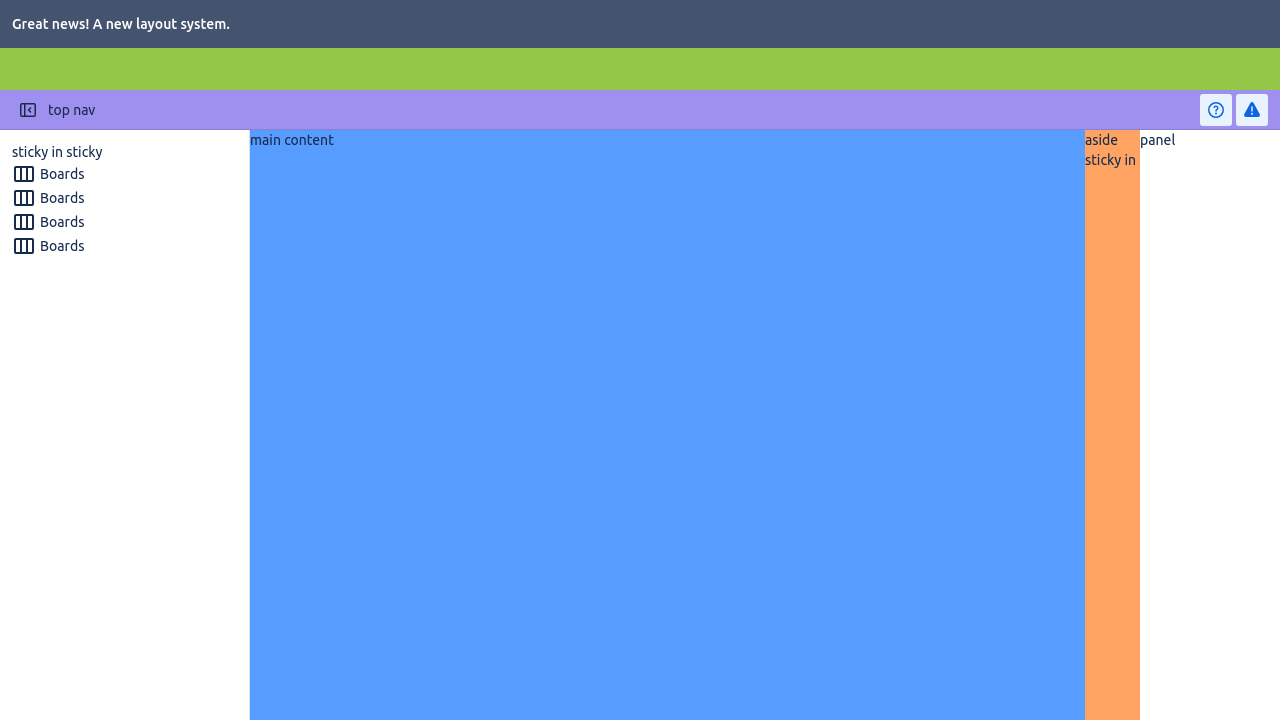 Great news! A new layout system.
top nav
sticky in sticky
Boards
Boards
Boards
Boards
main content
aside
sticky in
panel